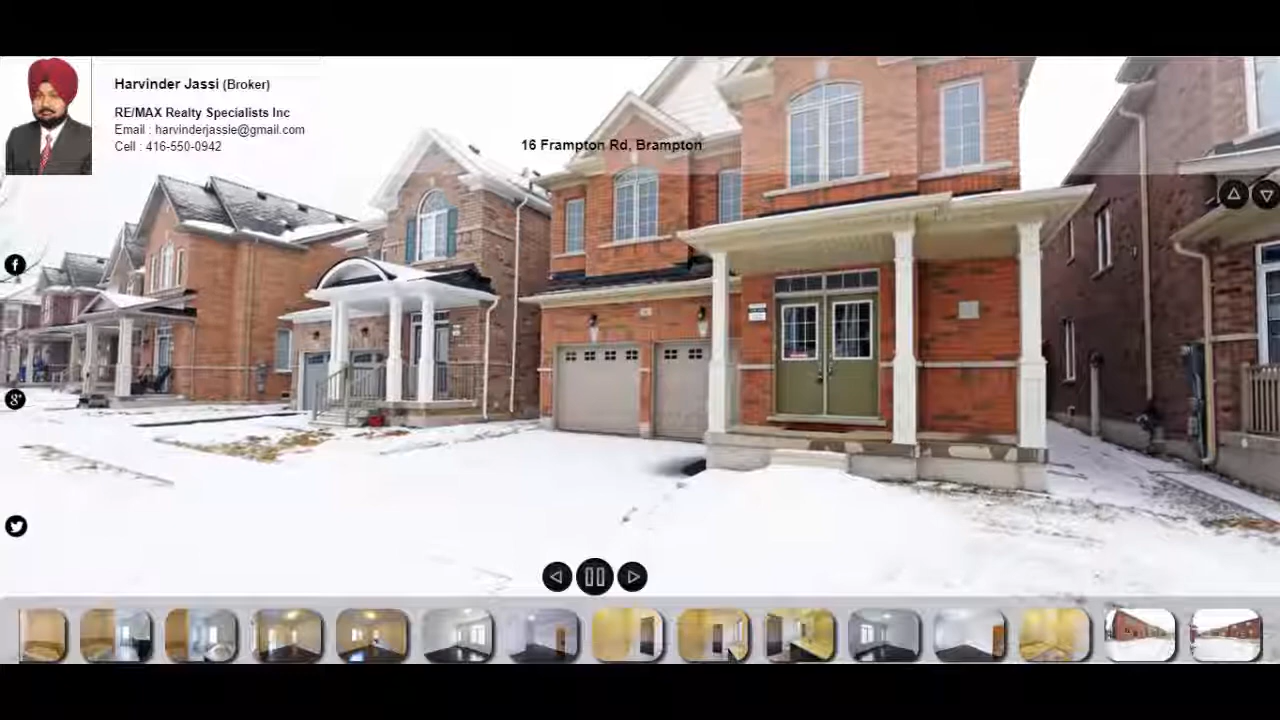 Harvinder Jassi (Broker)
RE/MAX Realty Specialists Inc
Email : harvinderjassie@gmail.com
Cell : 416-550-0942
16 Frampton Rd, Brampton